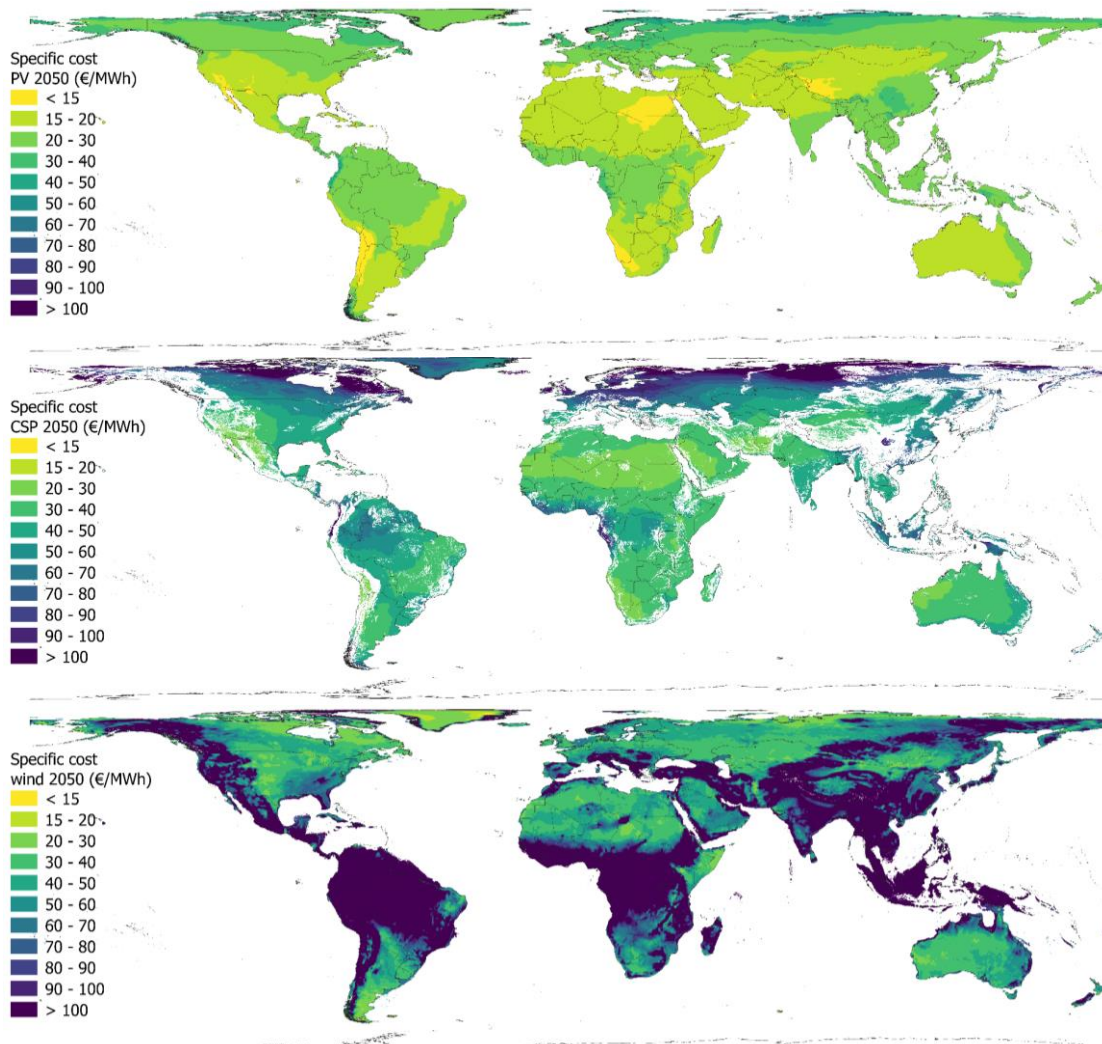 Specific cost
PV 2050 (€/MWh)
< 15
15 - 20
20 - 30
30 - 40
40 - 50
50 - 60
60 - 70
70 - 80
80 - 90
90 - 100
> 100
Specific cost
CSP 2050 (€/MWh)
< 15
15 - 20
20 - 30
30 - 40
40 - 50
50 - 60
60 - 70
70 - 80
80 - 90
90 - 100
> 100
Specific cost
wind 2050 (€/MWh)
< 15
15 - 20
20 - 30
30 - 40
40 - 50
50 - 60
60 - 70
70 - 80
80 - 90
90 - 100
> 100